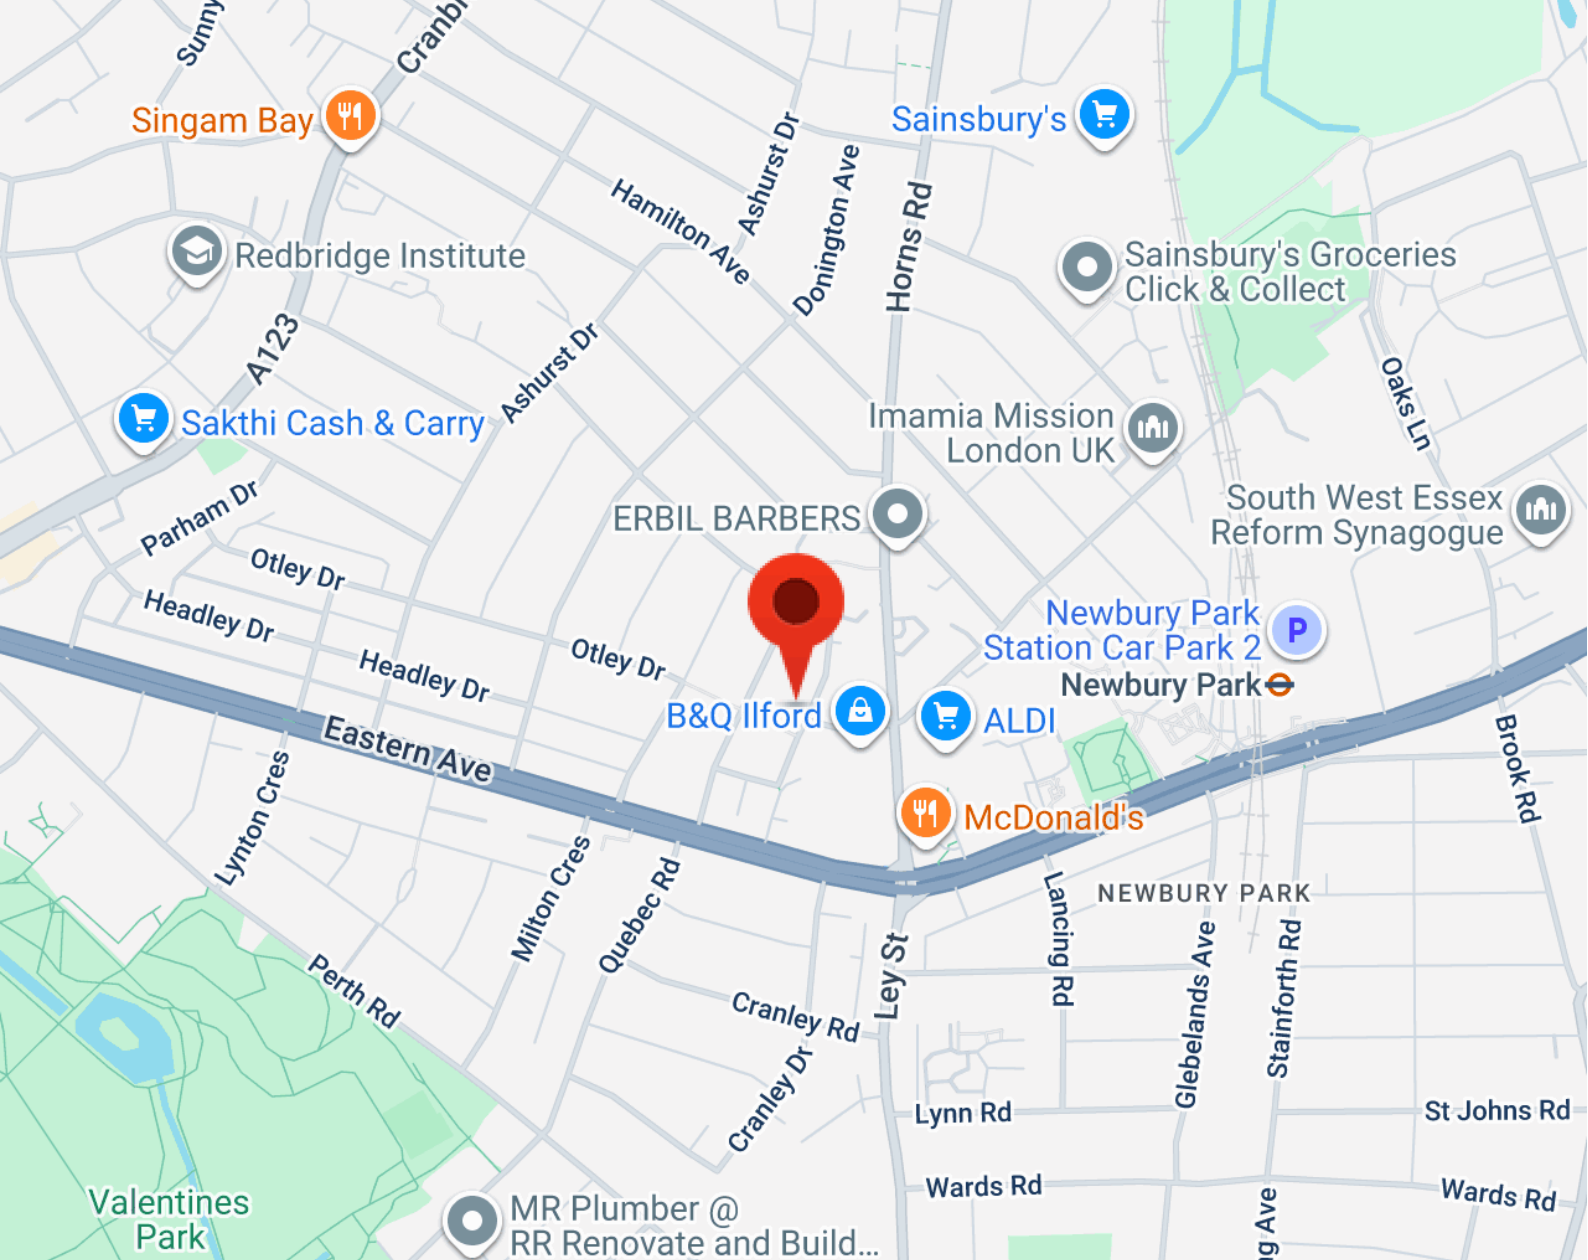 Sunny
Cranb
Singam Bay
Sainsbury's
Ashurst Dr
Donington Ave
Hamilton Ave
Horns Rd
Redbridge Institute
Sainsbury's Groceries
Click & Collect
A123
Ashurst Dr
Oaks Ln
Sakthi Cash & Carry
Imamia Mission
London UK
Parham Dr
ERBIL BARBERS
South West Essex
Reform Synagogue
Otley Dr
Headley Dr
Newbury Park
Station Car Park 2
P
Otley Dr
Headley Dr
Newbury Park
B&Q Ilford
ALDI
Eastern Ave
Brook Rd
Lynton Cres
McDonald's
Milton Cres
Quebec Rd
Lancing Rd
NEWBURY PARK
Perth Rd
Ley St
Glebelands Ave
Stainforth Rd
Cranley Rd
Cranley Dr
Lynn Rd
St Johns Rd
Valentines
Park
Wards Rd
Wards Rd
MR Plumber @
RR Renovate and Build...
ng Ave